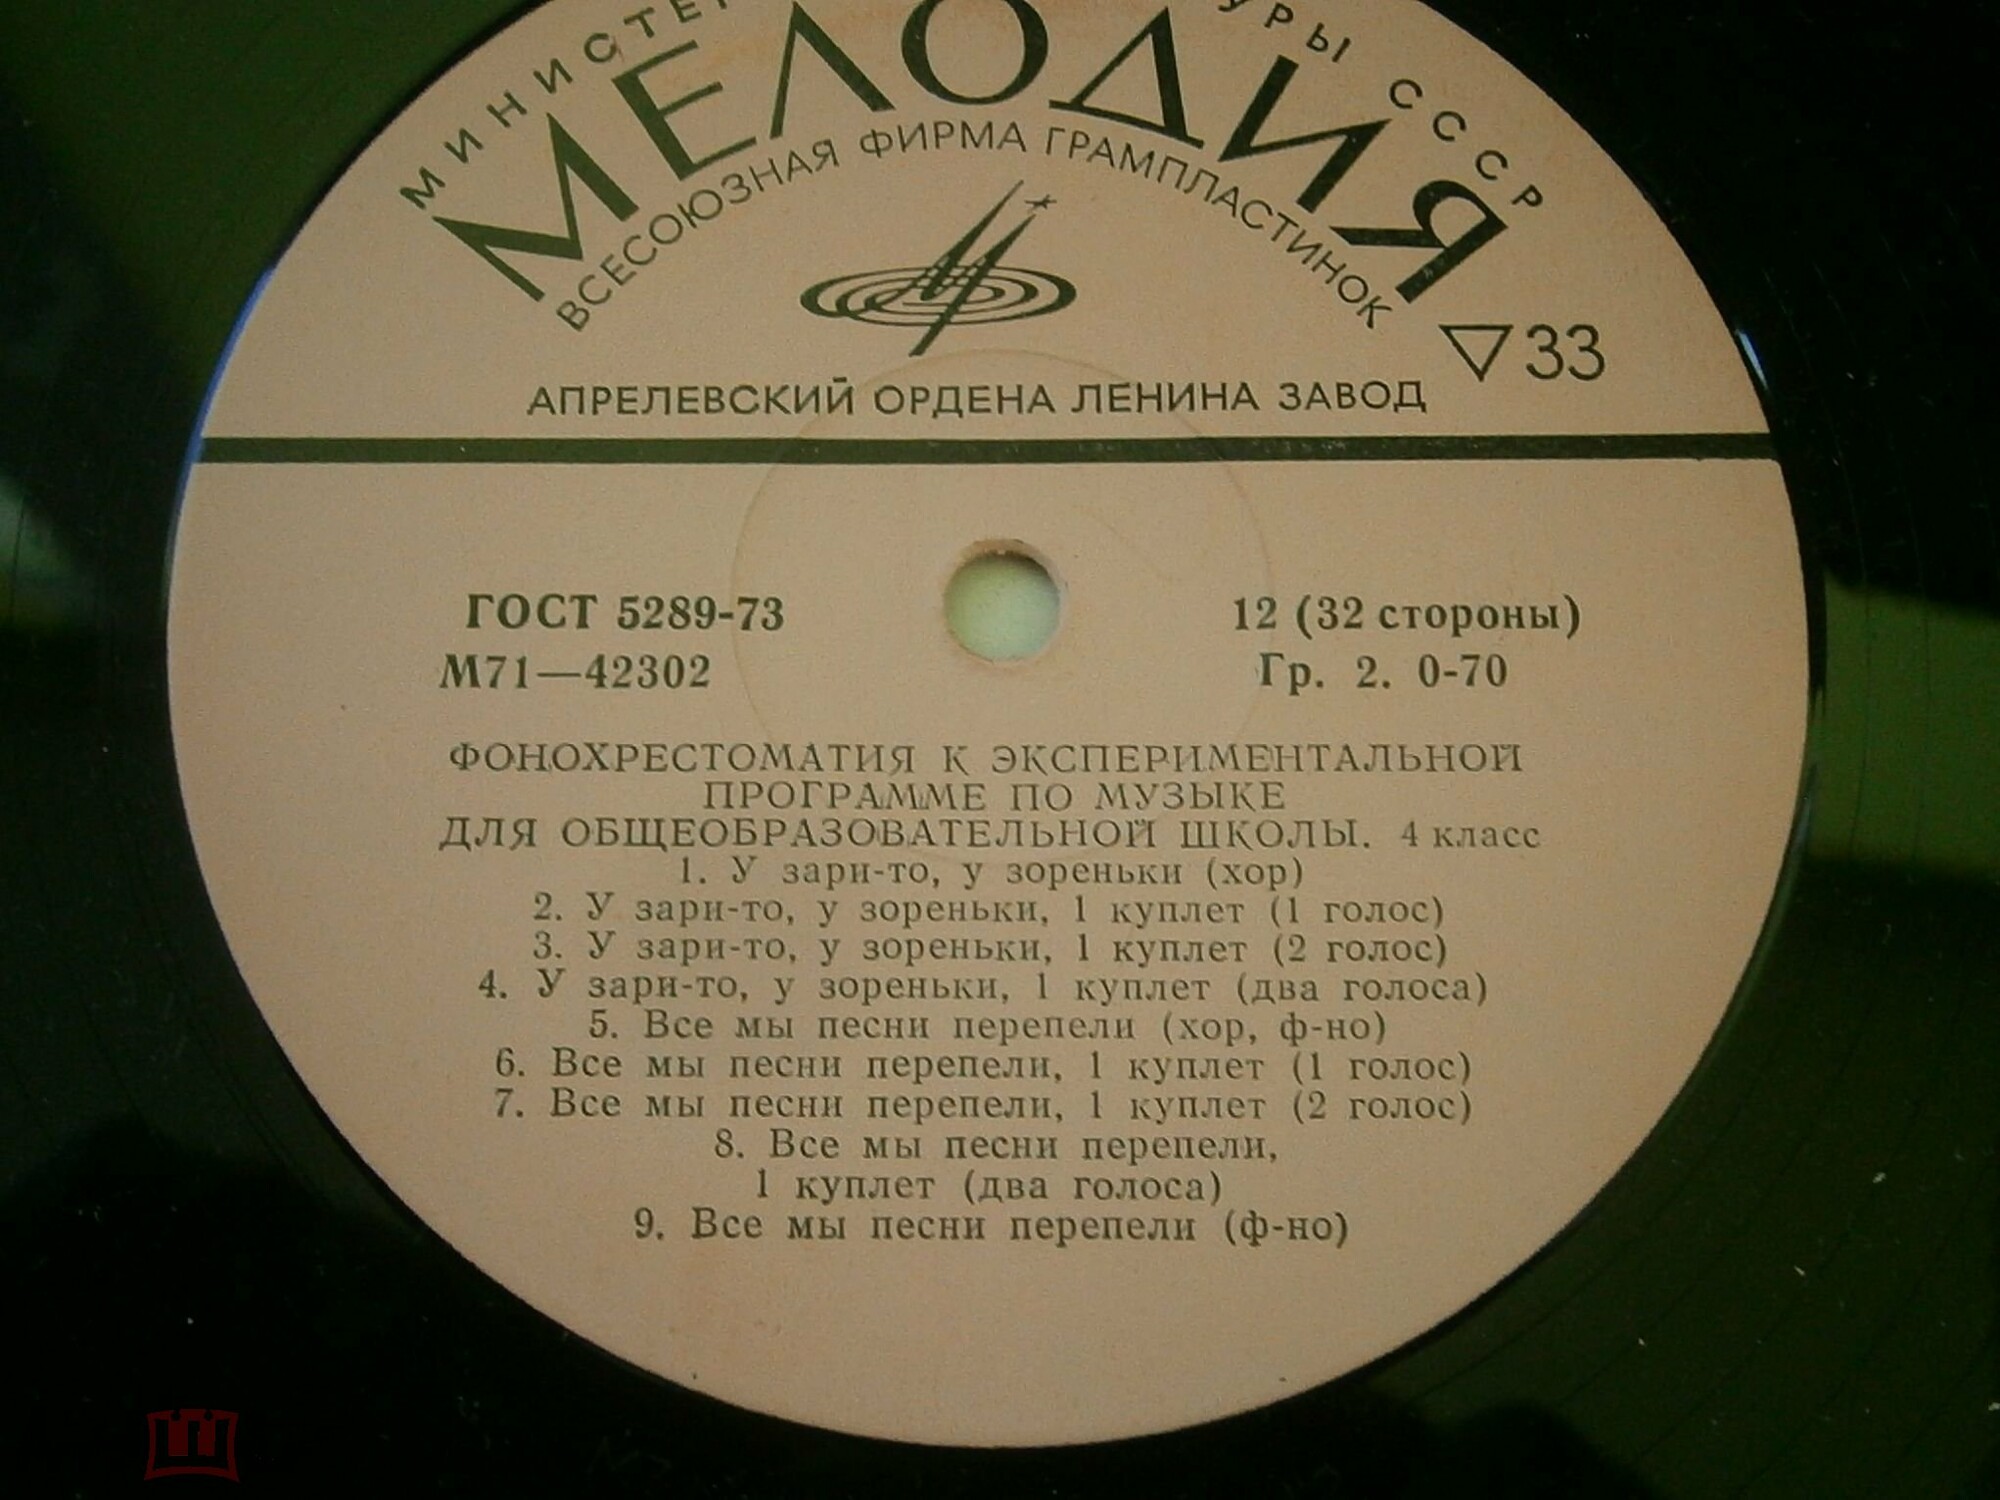 МЕЛОДИЯ
ВСЕСОЮЗНАЯ ФИРМА ГРАМПЛАСТИНОК
СССР
33
АПРЕЛЕВСКИЙ ОРДЕНА ЛЕНИНА ЗАВОД
ГОСТ 5289-73
М71—42302
12 (32 стороны)
Гр. 2. 0-70
ФОНОХРЕСТОМАТИЯ К ЭКСПЕРИМЕНТАЛЬНОЙ
ПРОГРАММЕ ПО МУЗЫКЕ
ДЛЯ ОБЩЕОБРАЗОВАТЕЛЬНОЙ ШКОЛЫ. 4 класс
1. У зари-то, у зореньки (хор)
2. У зари-то, у зореньки, 1 куплет (1 голос)
3. У зари-то, у зореньки, 1 куплет (2 голос)
4. У зари-то, у зореньки, 1 куплет (два голоса)
5. Все мы песни перепели (хор, ф-но)
6. Все мы песни перепели, 1 куплет (1 голос)
7. Все мы песни перепели, 1 куплет (2 голос)
8. Все мы песни перепели,
1 куплет (два голоса)
9. Все мы песни перепели (ф-но)